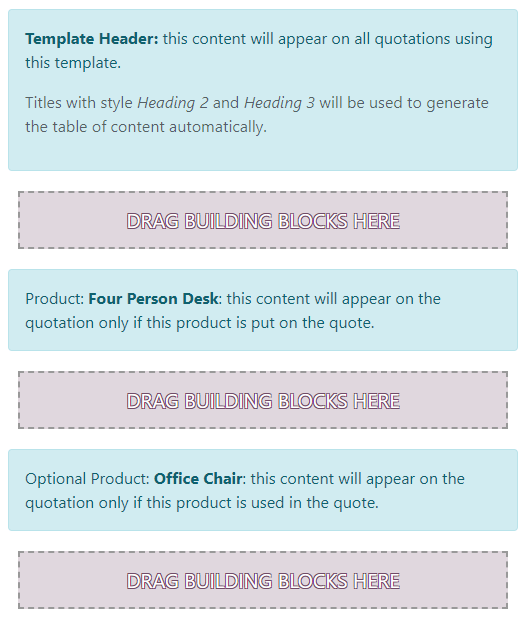 Template Header: this content will appear on all quotations using
this template.
Titles with style Heading 2 and Heading 3 will be used to generate
the table of content automatically.
DRAG BUILDING BLOCKS HERE
Product: Four Person Desk: this content will appear on the
quotation only if this product is put on the quote.
DRAG BUILDING BLOCKS HERE
Optional Product: Office Chair: this content will appear on the
quotation only if this product is used in the quote.
DRAG BUILDING BLOCKS HERE